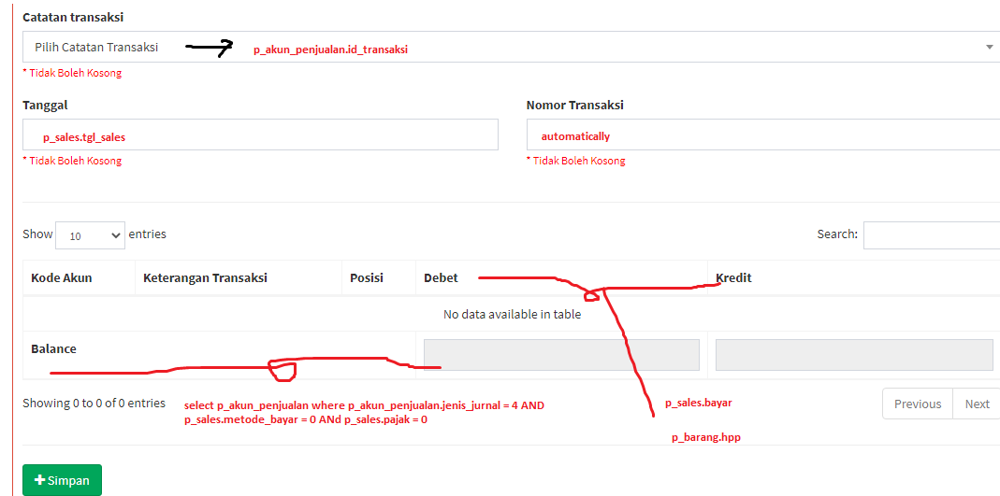 Catatan transaksi
Pilih Catatan Transaksi p_akun_penjualan.id_transaksi
* Tidak Boleh Kosong
Tanggal Nomor Transaksi
p_sales.tgl_sales automatically
* Tidak Boleh Kosong * Tidak Boleh Kosong
Show 10 entries Search:
Kode Akun Keterangan Transaksi Posisi Debet Kredit
No data available in table
Balance
Showing 0 to 0 of 0 entries Previous Next
select p_akun_penjualan where p_akun_penjualan.jenis_jurnal = 4 AND
p_sales.metode_bayar = 0 ANd p_sales.pajak = 0
p_sales.bayar
p_barang.hpp
Simpan